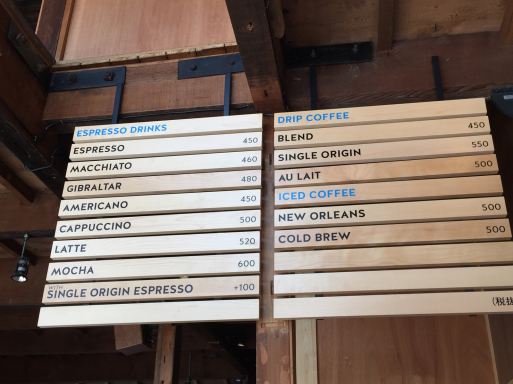 ESPRESSO DRINKS
ESPRESSO 450
MACCHIATO 460
GIBRALTAR 480
AMERICANO 450
CAPPUCCINO 500
LATTE 520
MOCHA 600
WITH
SINGLE ORIGIN ESPRESSO +100
DRIP COFFEE
BLEND 450
SINGLE ORIGIN 550
AU LAIT 500
ICED COFFEE
NEW ORLEANS 500
COLD BREW 500
(税抜